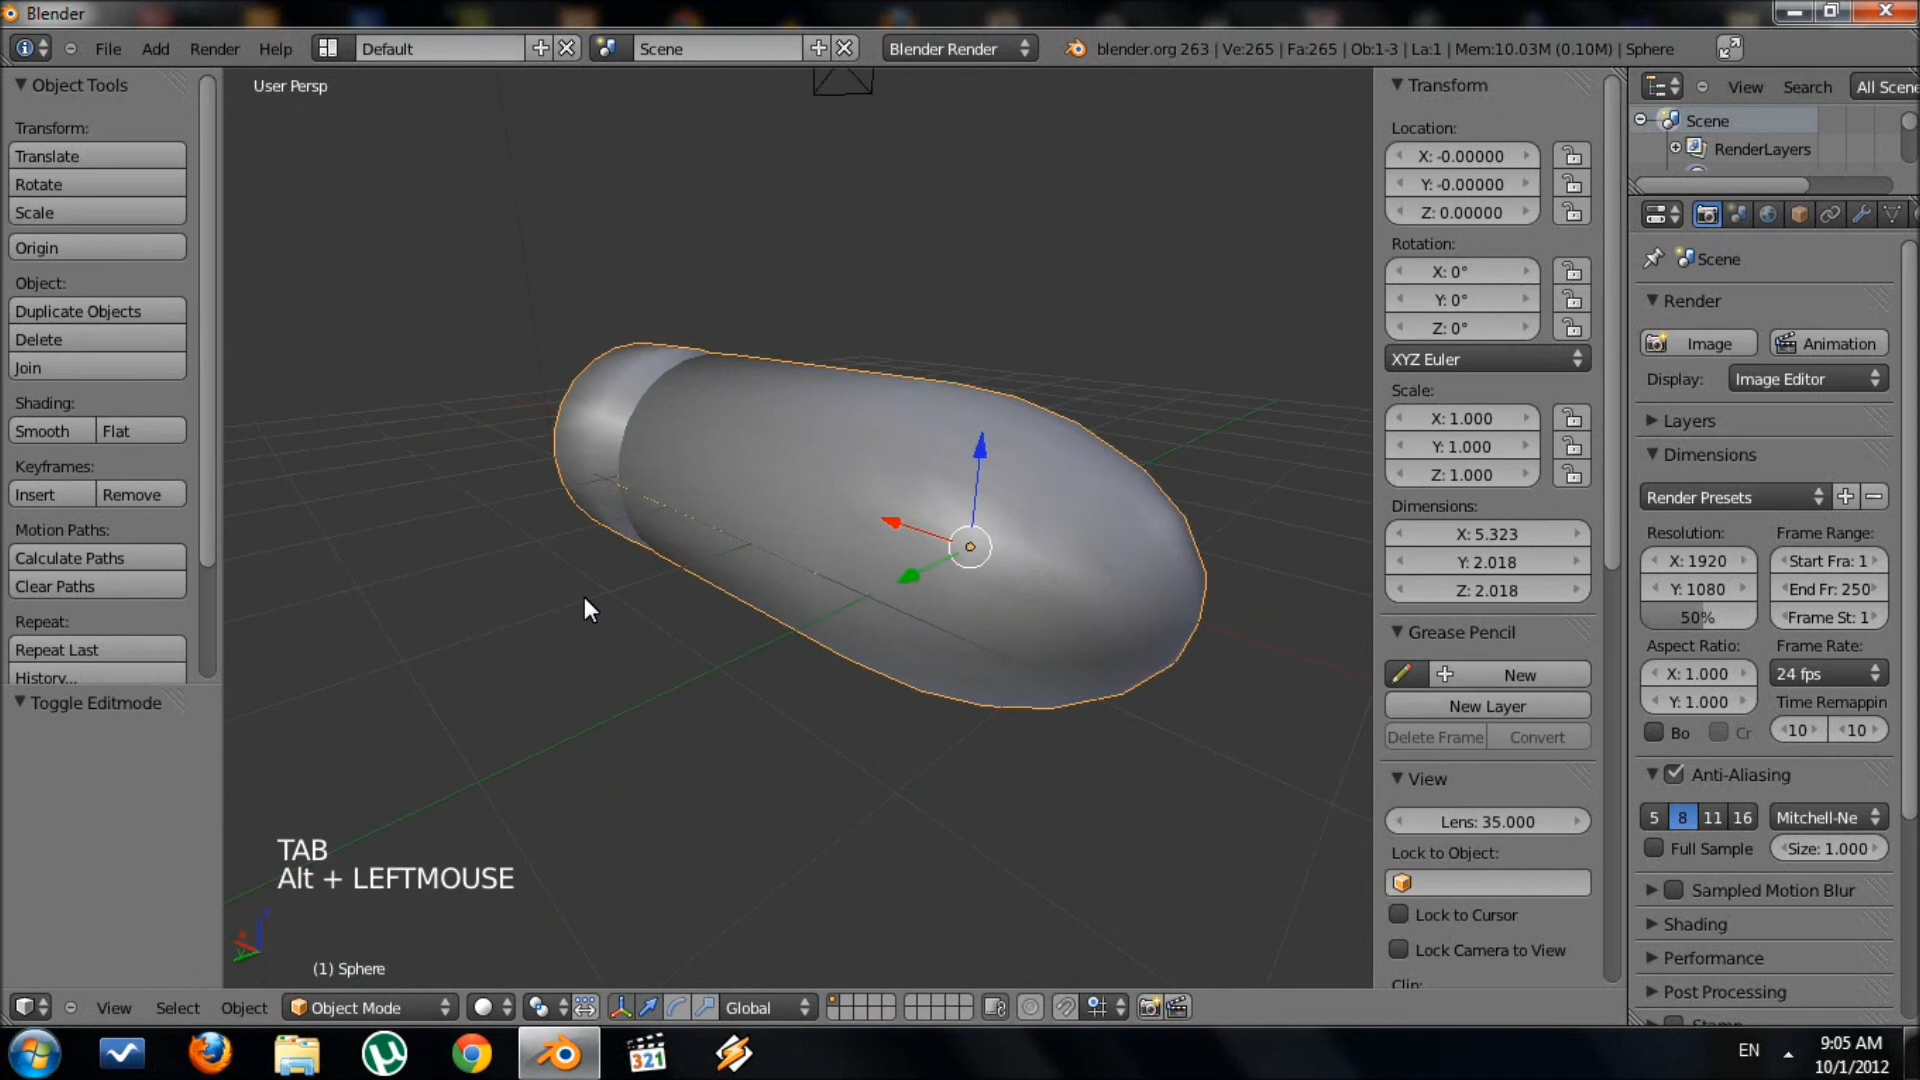 Blender
File Add Render Help Default Scene Blender Render blender.org 263 | Ve:265 | Fa:265 | Ob:1-3 | La:1 | Mem:10.03M (0.10M) | Sphere
Object Tools
Transform:
Translate
Rotate
Scale
Origin
Object:
Duplicate Objects
Delete
Join
Shading:
Smooth Flat
Keyframes:
Insert Remove
Motion Paths:
Calculate Paths
Clear Paths
Repeat:
Repeat Last
History...
Toggle Editmode
User Persp
TAB
Alt + LEFTMOUSE
(1) Sphere
Transform
Location:
X: -0.00000
Y: -0.00000
Z: 0.00000
Rotation:
X: 0°
Y: 0°
Z: 0°
XYZ Euler
Scale:
X: 1.000
Y: 1.000
Z: 1.000
Dimensions:
X: 5.323
Y: 2.018
Z: 2.018
Grease Pencil
New
New Layer
Delete Frame Convert
View
Lens: 35.000
Lock to Object:
Lock to Cursor
Lock Camera to View
Clip:
View Search All Scene
Scene
RenderLayers
Scene
Render
Image Animation
Display: Image Editor
Layers
Dimensions
Render Presets
Resolution: Frame Range:
X: 1920 Start Fra: 1
Y: 1080 End Fr: 250
50% Frame St: 1
Aspect Ratio: Frame Rate:
X: 1.000 24 fps
Y: 1.000 Time Remappin
Bo Cr 10 10
Anti-Aliasing
5 8 11 16 Mitchell-Ne
Full Sample Size: 1.000
Sampled Motion Blur
Shading
Performance
Post Processing
Stamp
View Select Object Object Mode Global
321
EN
9:05 AM
10/1/2012